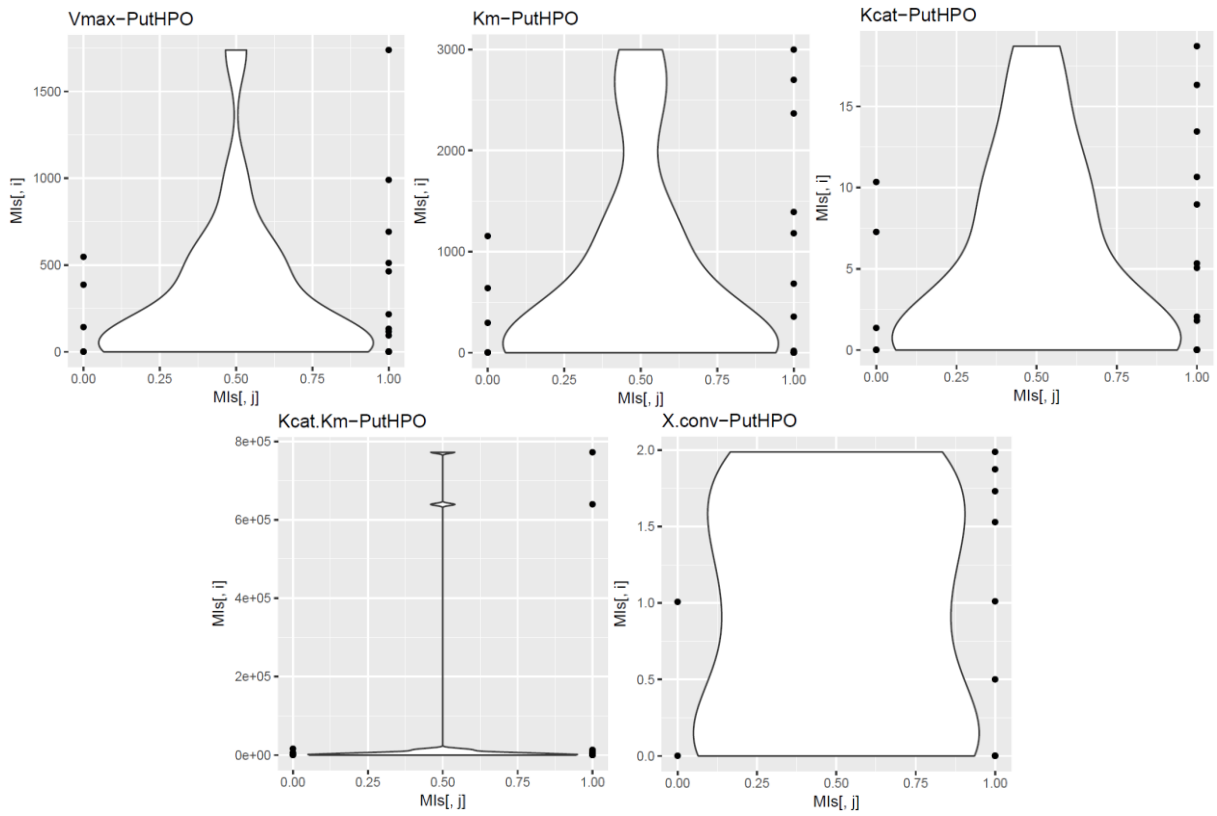 Vmax−PutHPO
1500
1000
500
0
MIs[, i]
0.00 0.25 0.50 0.75 1.00
MIs[, j]
Km−PutHPO
3000
2000
1000
0
MIs[, i]
0.00 0.25 0.50 0.75 1.00
MIs[, j]
Kcat−PutHPO
15
10
5
0
MIs[, i]
0.00 0.25 0.50 0.75 1.00
MIs[, j]
Kcat.Km−PutHPO
8e+05
6e+05
4e+05
2e+05
0e+00
MIs[, i]
0.00 0.25 0.50 0.75 1.00
MIs[, j]
X.conv−PutHPO
2.0
1.5
1.0
0.5
0.0
MIs[, i]
0.00 0.25 0.50 0.75 1.00
MIs[, j]